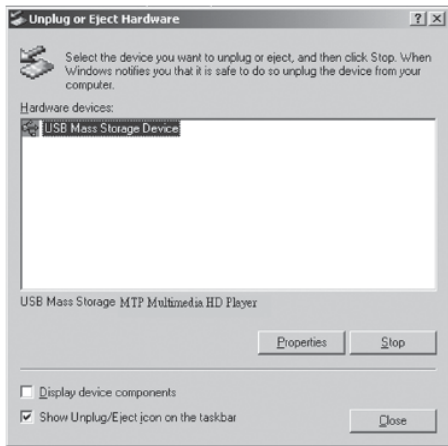 Unplug or Eject Hardware
Select the device you want to unplug or eject, and then click Stop. When
Windows notifies you that it is safe to do so unplug the device from your
computer.
Hardware devices:
USB Mass Storage Device
USB Mass Storage MTP Multimedia HD Player
Properties Stop
Display device components
Show Unplug/Eject icon on the taskbar
Close